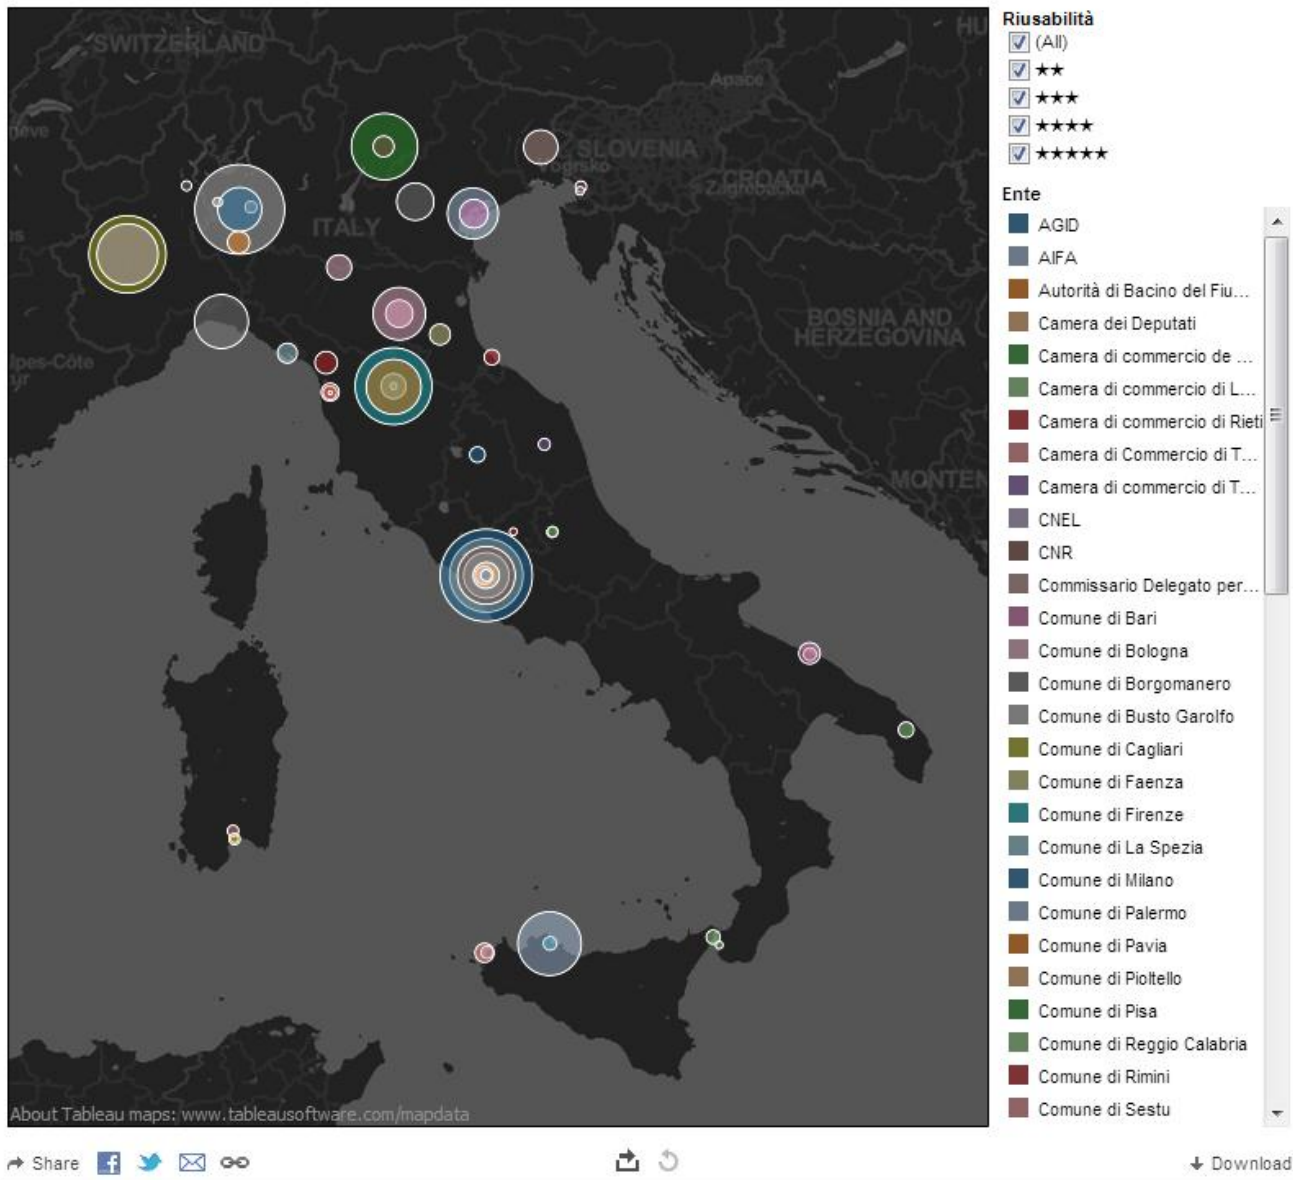 SWITZERLAND
HU
Apace
SLOVENIA
CROATIA
ITALY
BOSNIA AND
HERZEGOVINA
MONTEN
About Tableau maps: www.tableausoftware.com/mapdata
Riusabilità
(All)
★★
★★★
★★★★
★★★★★
Ente
AGID
AIFA
Autorità di Bacino del Fiu...
Camera dei Deputati
Camera di commercio de ...
Camera di commercio di L...
Camera di commercio di Rieti
Camera di Commercio di T...
Camera di commercio di T...
CNEL
CNR
Commissario Delegato per...
Comune di Bari
Comune di Bologna
Comune di Borgomanero
Comune di Busto Garolfo
Comune di Cagliari
Comune di Faenza
Comune di Firenze
Comune di La Spezia
Comune di Milano
Comune di Palermo
Comune di Pavia
Comune di Pioltello
Comune di Pisa
Comune di Reggio Calabria
Comune di Rimini
Comune di Sestu
Share
Download